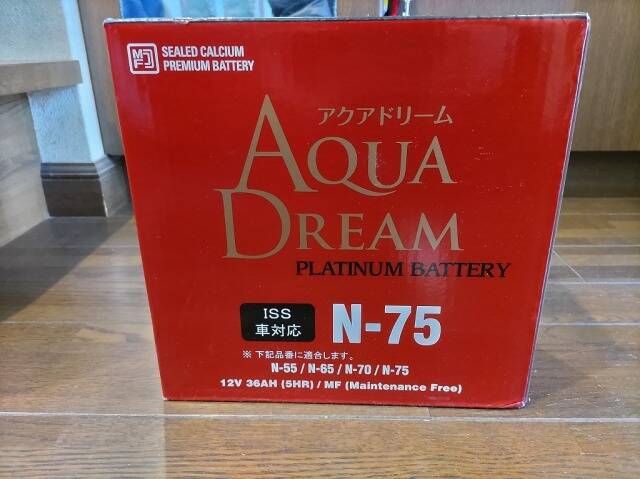 MFD
SEALED CALCIUM
PREMIUM BATTERY
アクアドリーム
AQUA
DREAM
PLATINUM BATTERY
ISS
車対応
N-75
※ 下記品番に適合します。
N-55 / N-65 / N-70 / N-75
12V 36AH (5HR) / MF (Maintenance Free)